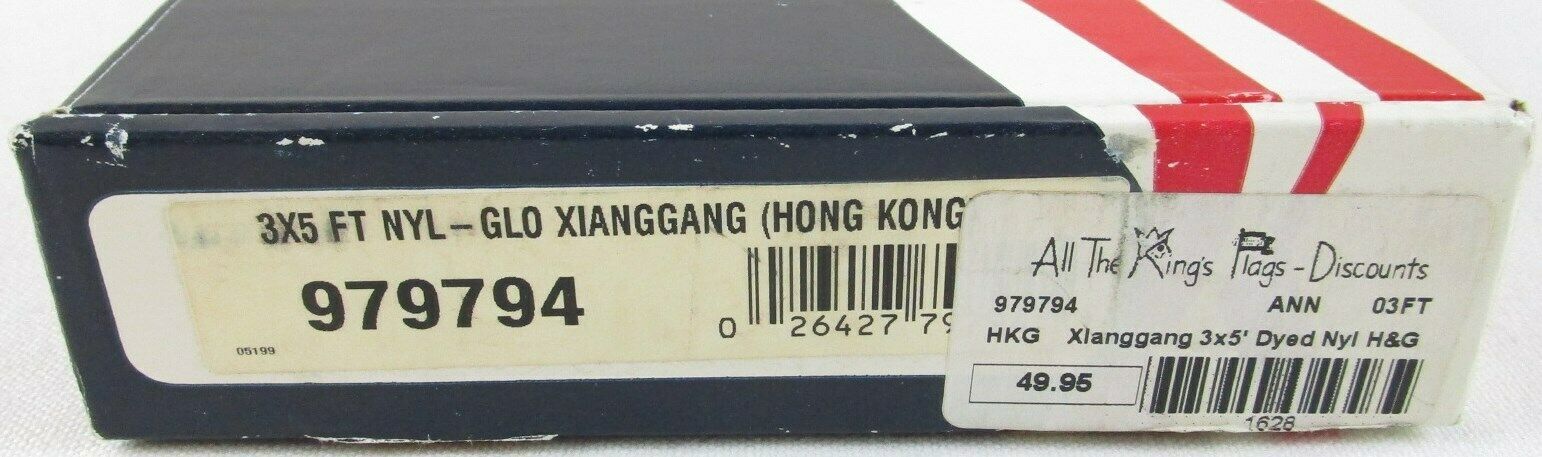 3X5 FT NYL-GLO XIANGGANG (HONG KONG
979794
0 26427 79
05199
All The King's Flags - Discounts
979794 ANN 03FT
HKG Xianggang 3x5' Dyed Nyl H&G
49.95
1628